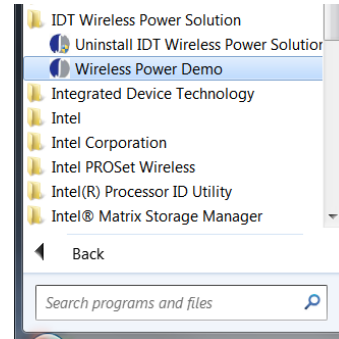 IDT Wireless Power Solution
Uninstall IDT Wireless Power Solution
Wireless Power Demo
Integrated Device Technology
Intel
Intel Corporation
Intel PROSet Wireless
Intel(R) Processor ID Utility
Intel® Matrix Storage Manager
Back
Search programs and files